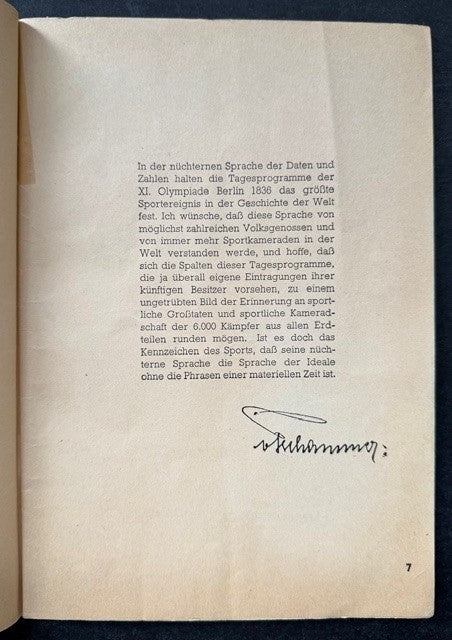 In der nüchternen Sprache der Daten und
Zahlen halten die Tagesprogramme der
XI. Olympiade Berlin 1836 das größte
Sportereignis in der Geschichte der Welt
fest. Ich wünsche, daß diese Sprache von
möglichst zahlreichen Volksgenossen und
von immer mehr Sportkameraden in der
Welt verstanden werde, und hoffe, daß
sich die Spalten dieser Tagesprogramme,
die ja überall eigene Eintragungen ihrer
künftigen Besitzer vorsehen, zu einem
ungetrübten Bild der Erinnerung an sport-
liche Großtaten und sportliche Kamerad-
schaft der 6.000 Kämpfer aus allen Erd-
teilen runden mögen. Ist es doch das
Kennzeichen des Sports, daß seine nüch-
terne Sprache die Sprache der Ideale
ohne die Phrasen einer materiellen Zeit ist.
v Tschammer
7